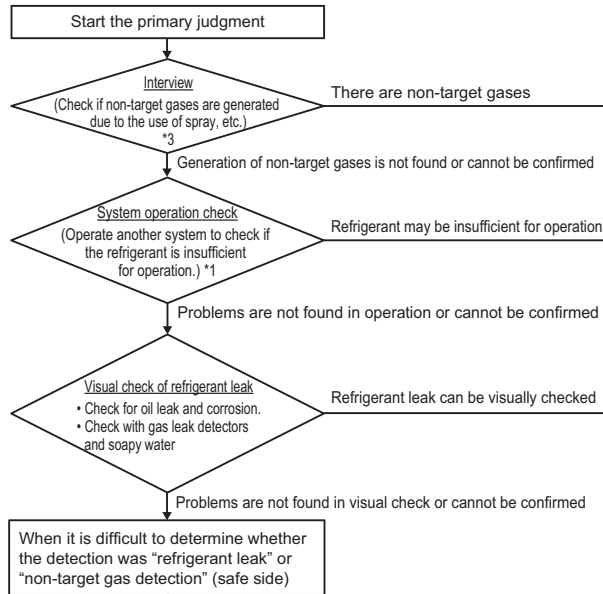 Start the primary judgment
Interview
(Check if non-target gases are generated
due to the use of spray, etc.)
*3
There are non-target gases
Generation of non-target gases is not found or cannot be confirmed
System operation check
(Operate another system to check if
the refrigerant is insufficient
for operation.) *1
Refrigerant may be insufficient for operation
Problems are not found in operation or cannot be confirmed
Visual check of refrigerant leak
• Check for oil leak and corrosion.
• Check with gas leak detectors
and soapy water
Refrigerant leak can be visually checked
Problems are not found in visual check or cannot be confirmed
When it is difficult to determine whether
the detection was “refrigerant leak” or
“non-target gas detection” (safe side)